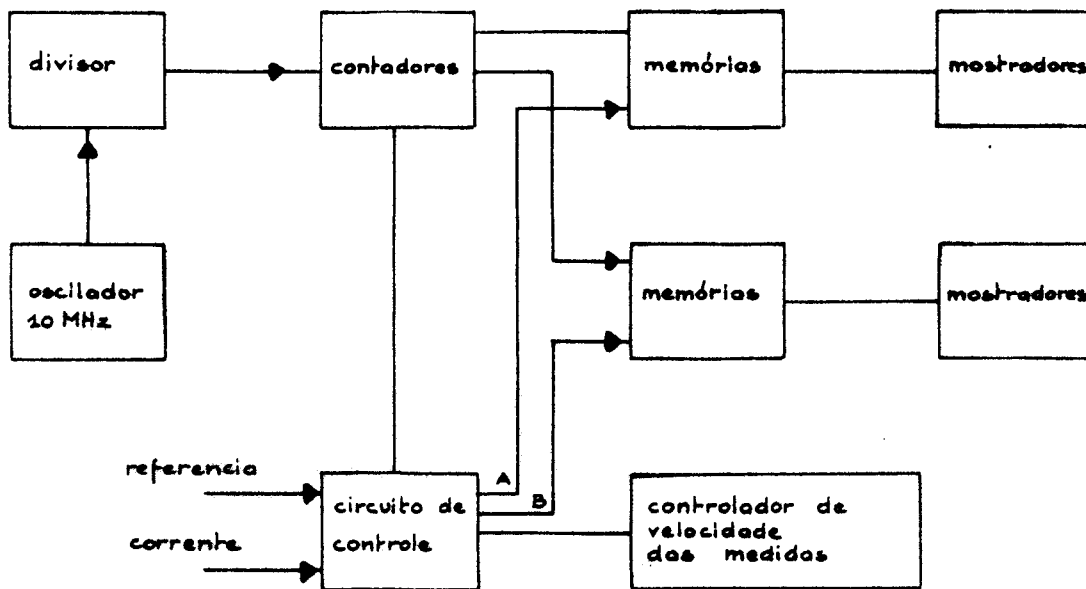 divisor
contadores
memórias
mostradores
oscilador
10 MHz
memórias
mostradores
referencia
corrente
A
B
circuito de
controle
controlador de
velocidade
das medidas